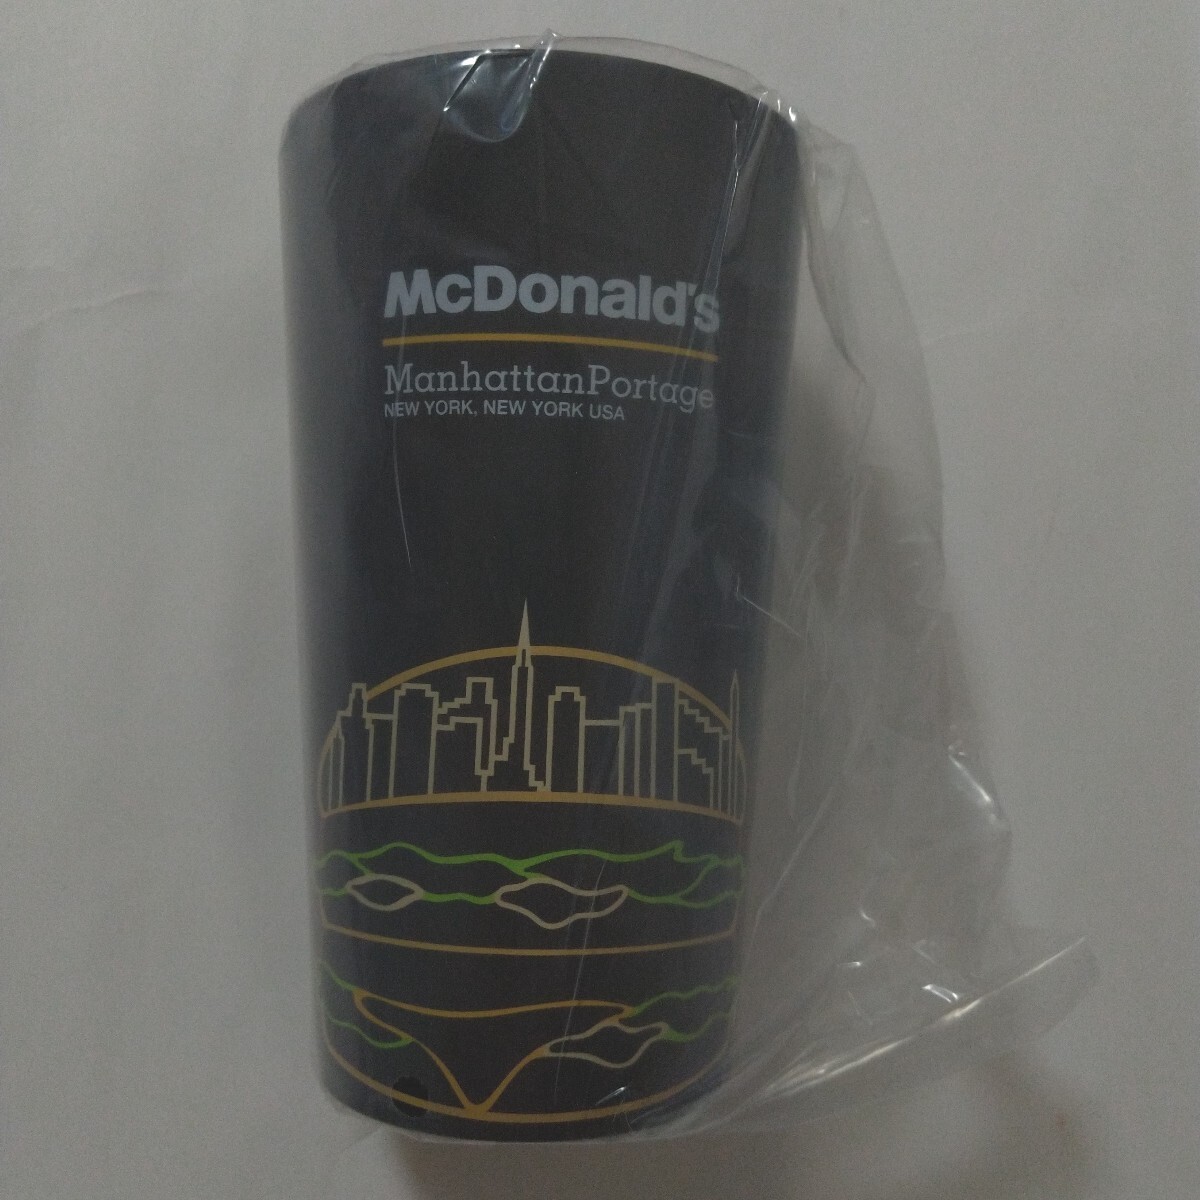 McDonald's
ManhattanPortage
NEW YORK, NEW YORK USA